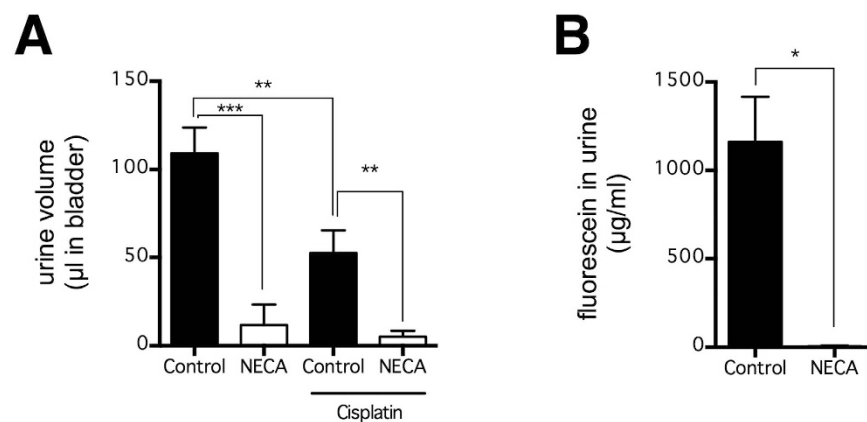 A
urine volume
(µl in bladder)
150
100
50
0
**
***
**
Control NECA Control NECA
Cisplatin
B
fluorescein in urine
(µg/ml)
1500
1000
500
0
*
Control NECA